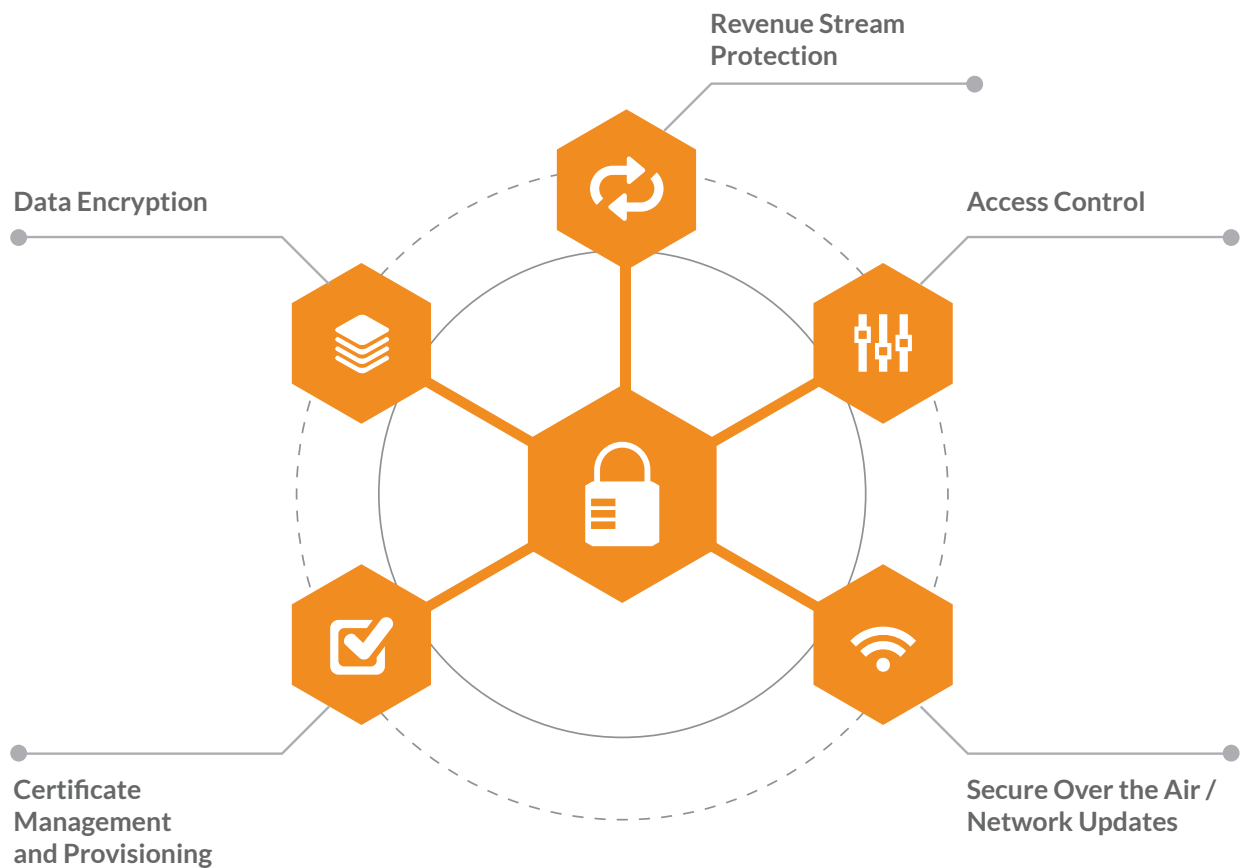 Revenue Stream
Protection
Data Encryption
Access Control
Certificate
Management
and Provisioning
Secure Over the Air /
Network Updates